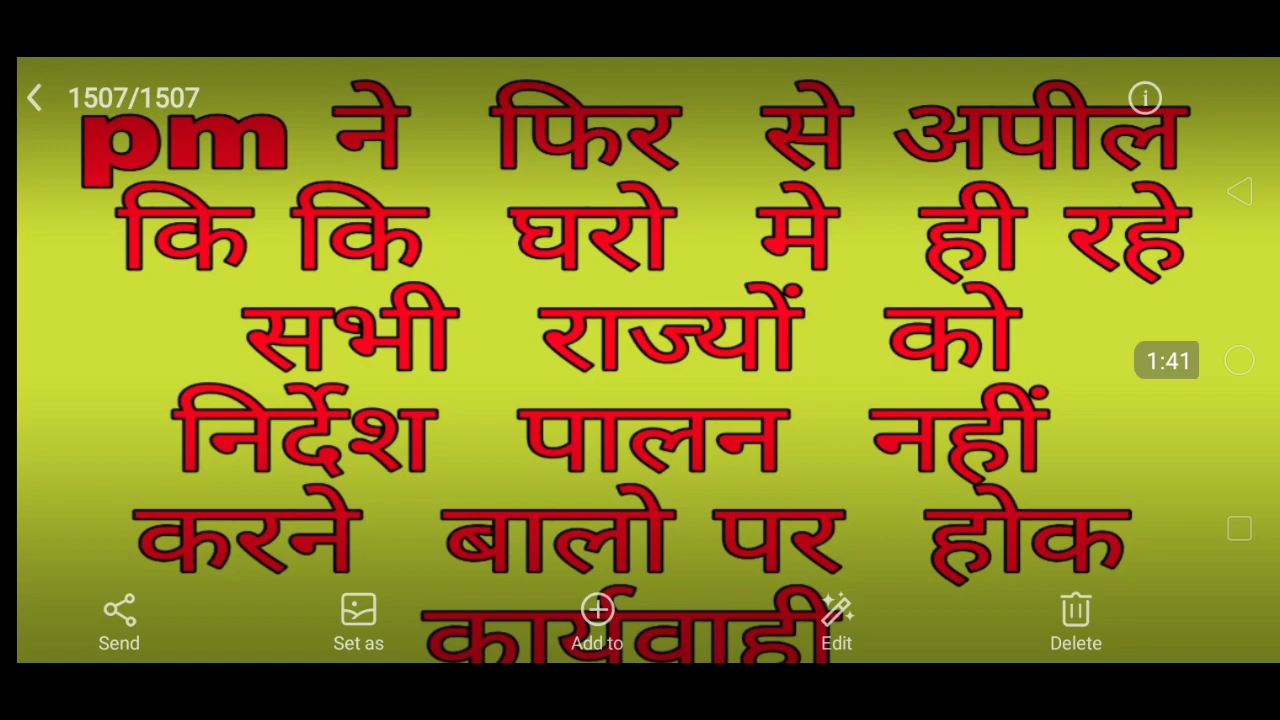 1507/1507
pm ने फिर से अपील
कि कि घरो मे ही रहे
सभी राज्यों को
1:41
निर्देश पालन नहीं
करने बालो पर होक
कार्यवाही
Send Set as Add to Edit Delete